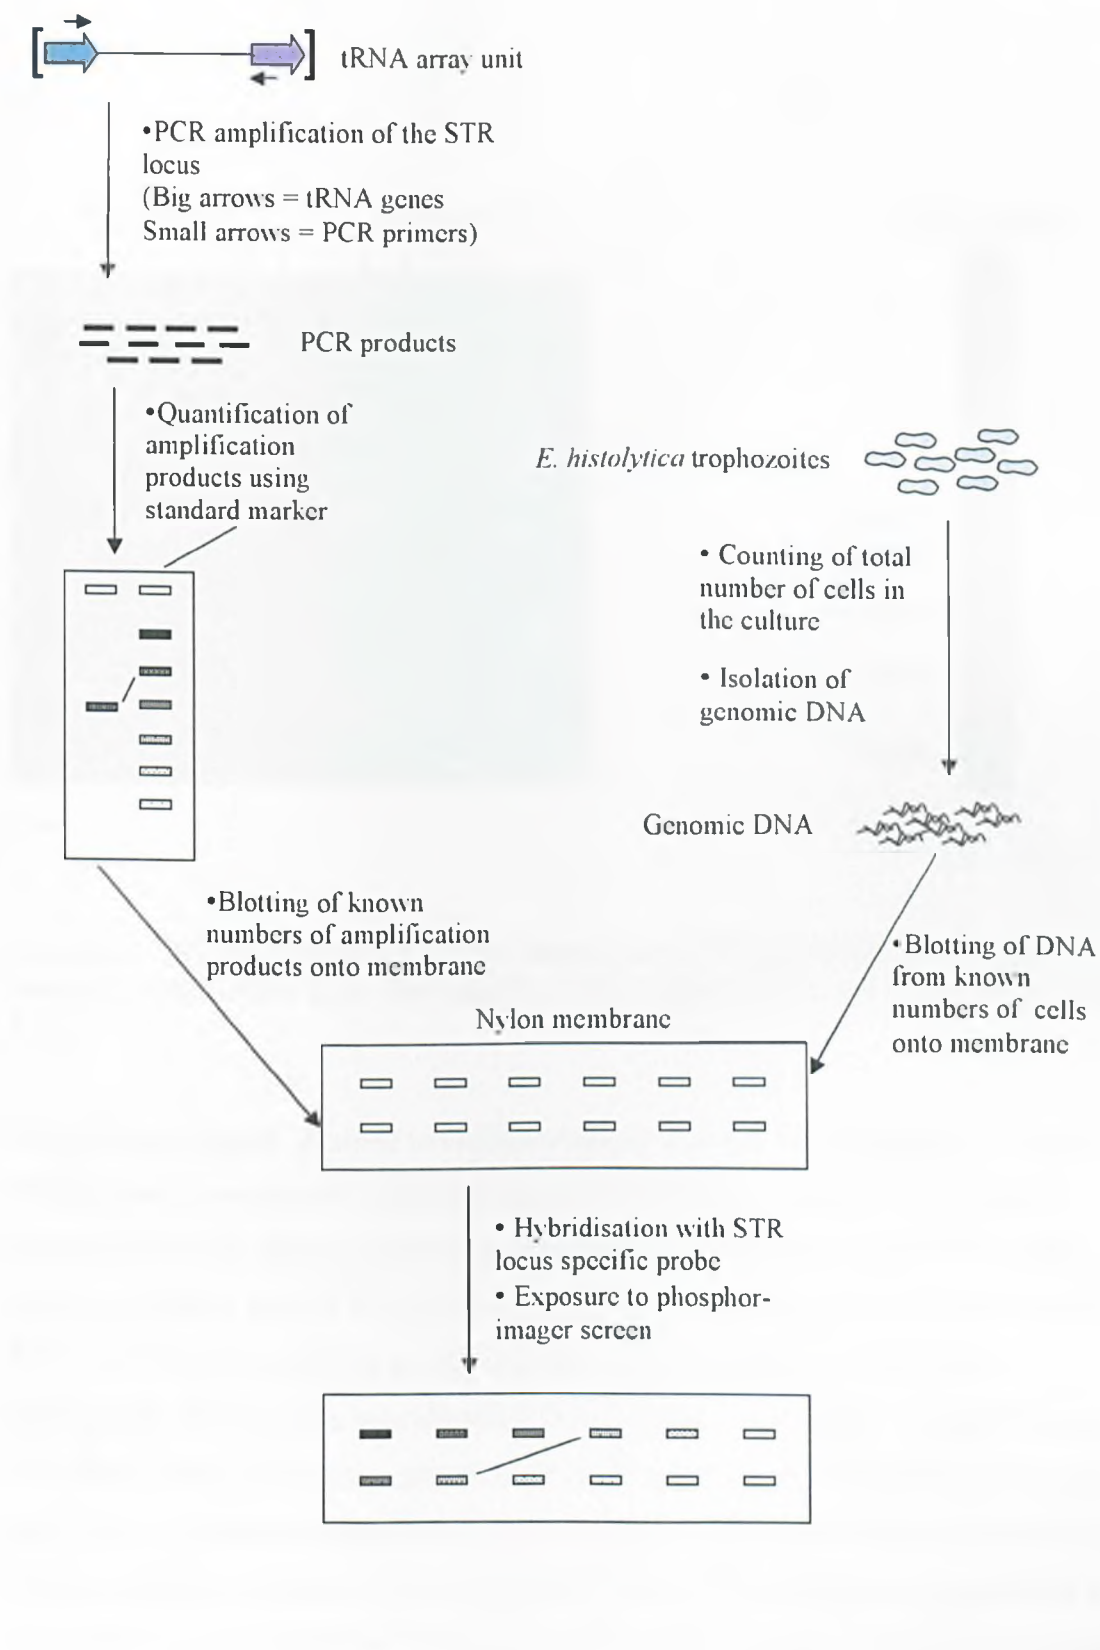 tRNA array unit
•PCR amplification of the STR
locus
(Big arrows = tRNA genes
Small arrows = PCR primers)
PCR products
•Quantification of
amplification
products using
standard marker
E. histolytica trophozoites
• Counting of total
number of cells in
the culture
• Isolation of
genomic DNA
Genomic DNA
•Blotting of known
numbers of amplification
products onto membrane
•Blotting of DNA
from known
numbers of cells
onto membrane
Nylon membrane
• Hybridisation with STR
locus specific probe
• Exposure to phosphor-
imager screen